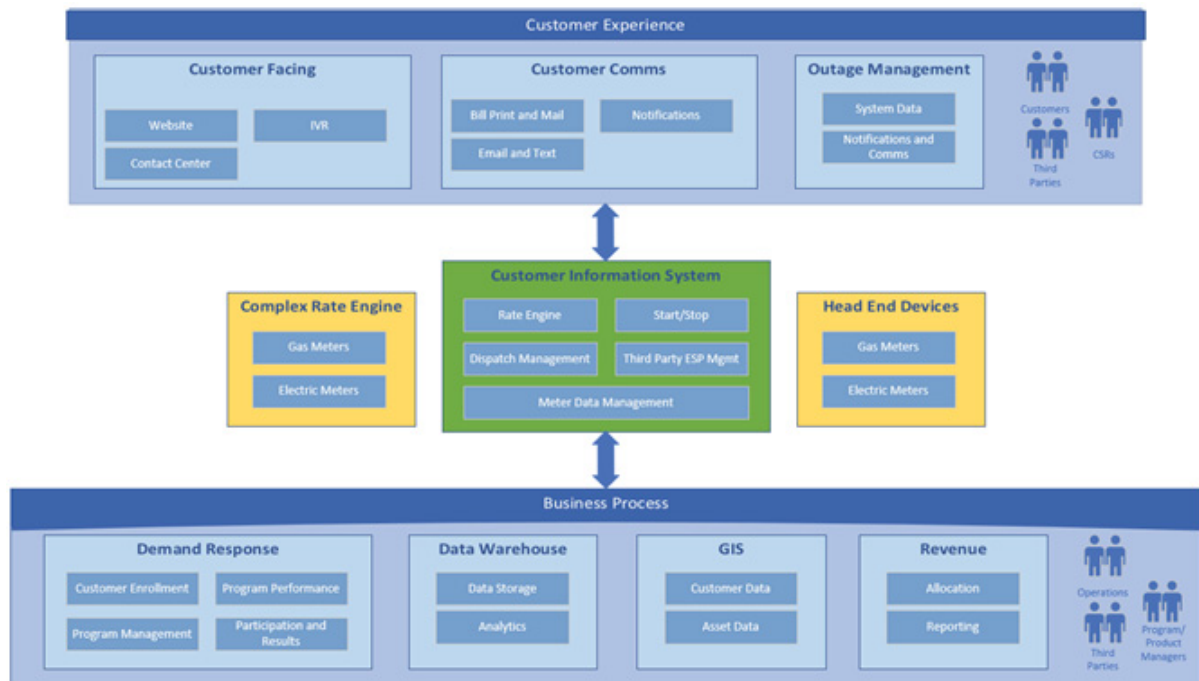 Customer Experience
Customer Facing
Website
IVR
Contact Center
Customer Comms
Bill Print and Mail
Notifications
Email and Text
Outage Management
System Data
Notifications and
Comms
Customers
Third
Parties
CSRs
Complex Rate Engine
Gas Meters
Electric Meters
Customer Information System
Rate Engine
Start/Stop
Dispatch Management
Third Party ESP Mgmt
Meter Data Management
Head End Devices
Gas Meters
Electric Meters
Business Process
Demand Response
Customer Enrollment
Program Performance
Program Management
Participation and
Results
Data Warehouse
Data Storage
Analytics
GIS
Customer Data
Asset Data
Revenue
Allocation
Reporting
Operations
Third
Parties
Program/
Product
Managers